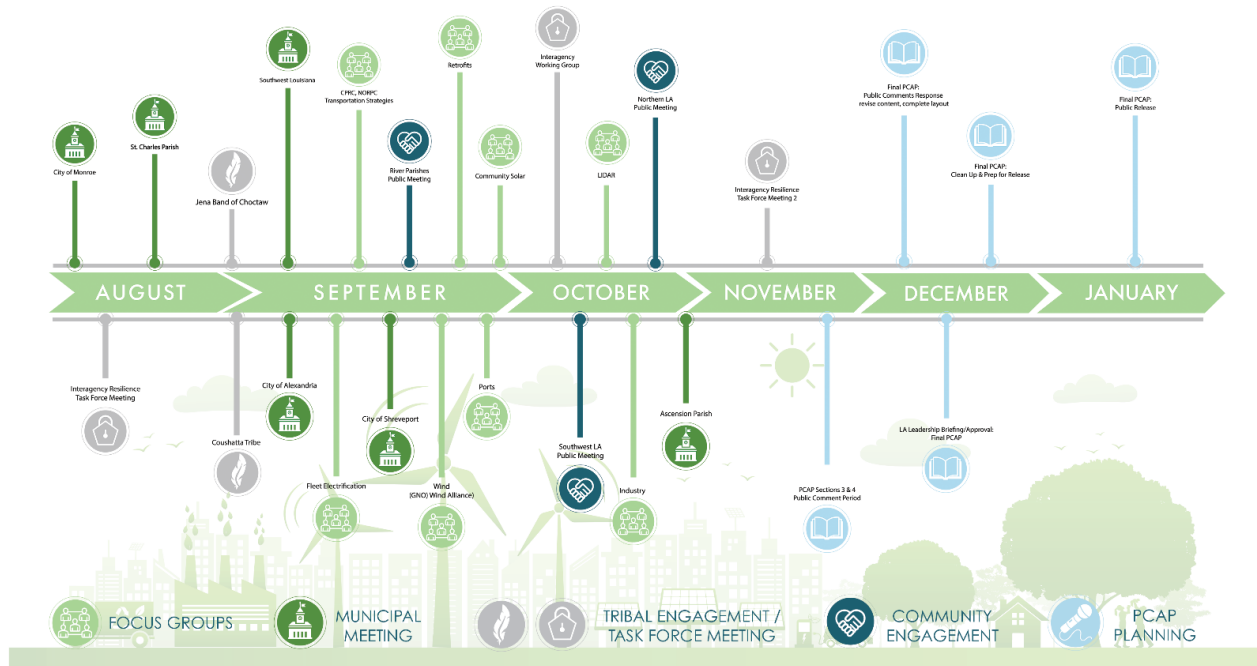 City of Monroe
St. Charles Parish
Jena Band of Choctaw
Southwest Louisiana
CPRC, NORPC
Transportation Strategies
River Parishes
Public Meeting
Retrofits
Community Solar
Interagency
Working Group
LIDAR
Northern LA
Public Meeting
Interagency Resilience
Task Force Meeting 2
Final PCAP:
Public Comments Response
revise content, complete layout
Final PCAP:
Clean Up & Prep for Release
Final PCAP:
Public Release
AUGUST
SEPTEMBER
OCTOBER
NOVEMBER
DECEMBER
JANUARY
Interagency Resilience
Task Force Meeting
Coushatta Tribe
City of Alexandria
Fleet Electrification
City of Shreveport
Wind
(GNO) Wind Alliance)
Ports
Southwest LA
Public Meeting
Industry
Ascension Parish
PCAP Sections 3 & 4
Public Comment Period
LA Leadership Briefing/Approval:
Final PCAP
FOCUS GROUPS
MUNICIPAL
MEETING
TRIBAL ENGAGEMENT /
TASK FORCE MEETING
COMMUNITY
ENGAGEMENT
PCAP
PLANNING